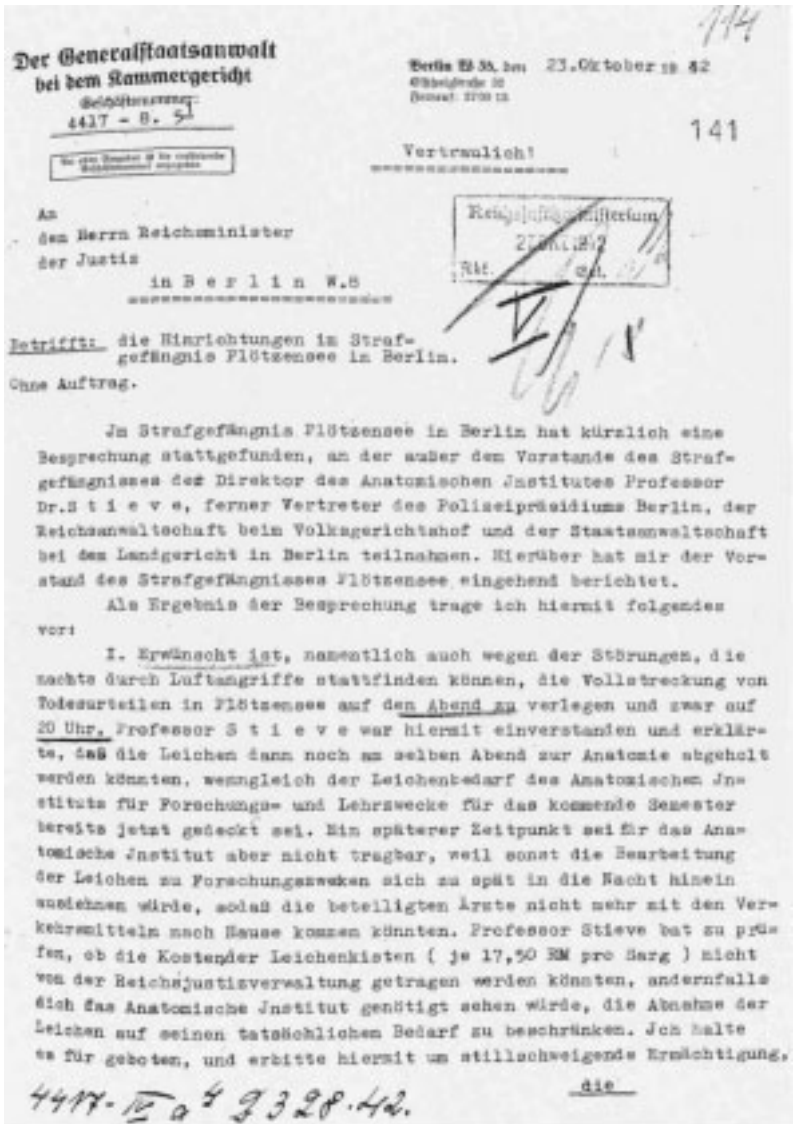 114
Der Generalstaatsanwalt
bei dem Kammergericht
Geschäftsnummer:
4417 - 8. 51
Berlin W 35, den 23.Oktober 19 42
141
Vertraulich!
An
den Herrn Reichsminister
der Justiz
in B e r l i n W.8
Reichsjustizministerium
Betrifft: die Hinrichtungen im Straf=
gefängnis Plötzensee in Berlin.
Ohne Auftrag.
Jm Strafgefängnis Plötzensee in Berlin hat kürzlich eine
Besprechung stattgefunden, an der außer dem Vorstande des Straf=
gefängnisses der Direktor des Anatomischen Jnstitutes Professor
Dr.S t i e v e, ferner Vertreter des Polizeipräsidiums Berlin, der
Reichsanwaltschaft beim Volksgerichtshof und der Staatsanwaltschaft
bei dem Landgericht in Berlin teilnahmen. Hierüber hat mir der Vor=
stand des Strafgefängnisses Plötzensee eingehend berichtet.
Als Ergebnis der Besprechung trage ich hiermit folgendes
vor:
I. Erwünscht ist, namentlich auch wegen der Störungen, die
nachts durch Luftangriffe stattfinden können, die Vollstreckung von
Todesurteilen in Plötzensee auf den Abend zu verlegen und zwar auf
20 Uhr. Professor S t i e v e war hiermit einverstanden und erklär=
te, daß die Leichen dann noch am selben Abend zur Anatomie abgeholt
werden könnten, wenngleich der Leichenbedarf des Anatomischen Jn=
stituts für Forschungs= und Lehrzwecke für das kommende Semester
bereits jetzt gedeckt sei. Ein späterer Zeitpunkt sei für das Ana=
tomische Jnstitut aber nicht tragbar, weil sonst die Bearbeitung
der Leichen zu Forschungszweken sich zu spät in die Nacht hinein
ausdehnen würde, sodaß die beteiligten Ärzte nicht mehr mit den Ver=
kehrsmitteln nach Hause kommen könnten. Professor Stieve bat zu prü=
fen, ob die Kosten der Leichenkisten ( je 17,50 RM pro Sarg ) nicht
von der Reichsjustizverwaltung getragen werden könnten, andernfalls
sich das Anatomische Jnstitut genötigt sehen würde, die Abnahme der
Leichen auf seinen tatsächlichen Bedarf zu beschränken. Jch halte
es für geboten, und erbitte hiermit um stillschweigende Ermächtigung,
die
4417- IV a 4 2328.42.